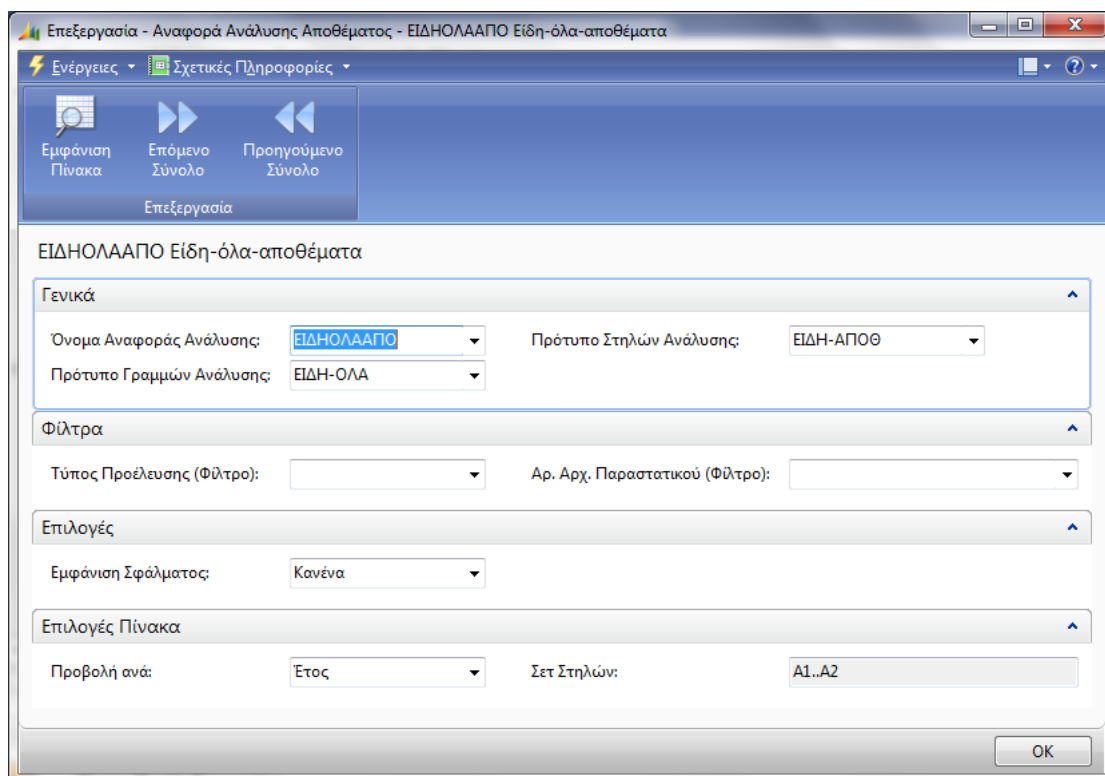 Επεξεργασία - Αναφορά Ανάλυσης Αποθέματος - ΕΙΔΗΟΛΑΑΠΟ Είδη-όλα-αποθέματα
Ενέργειες Σχετικές Πληροφορίες
Εμφάνιση Επόμενο Προηγούμενο
Πίνακα Σύνολο Σύνολο
Επεξεργασία
ΕΙΔΗΟΛΑΑΠΟ Είδη-όλα-αποθέματα
Γενικά
Όνομα Αναφοράς Ανάλυσης: ΕΙΔΗΟΛΑΑΠΟ Πρότυπο Στηλών Ανάλυσης: ΕΙΔΗ-ΑΠΟΘ
Πρότυπο Γραμμών Ανάλυσης: ΕΙΔΗ-ΟΛΑ
Φίλτρα
Τύπος Προέλευσης (Φίλτρο): Αρ. Αρχ. Παραστατικού (Φίλτρο):
Επιλογές
Εμφάνιση Σφάλματος: Κανένα
Επιλογές Πίνακα
Προβολή ανά: Έτος Σετ Στηλών: A1..A2
OK